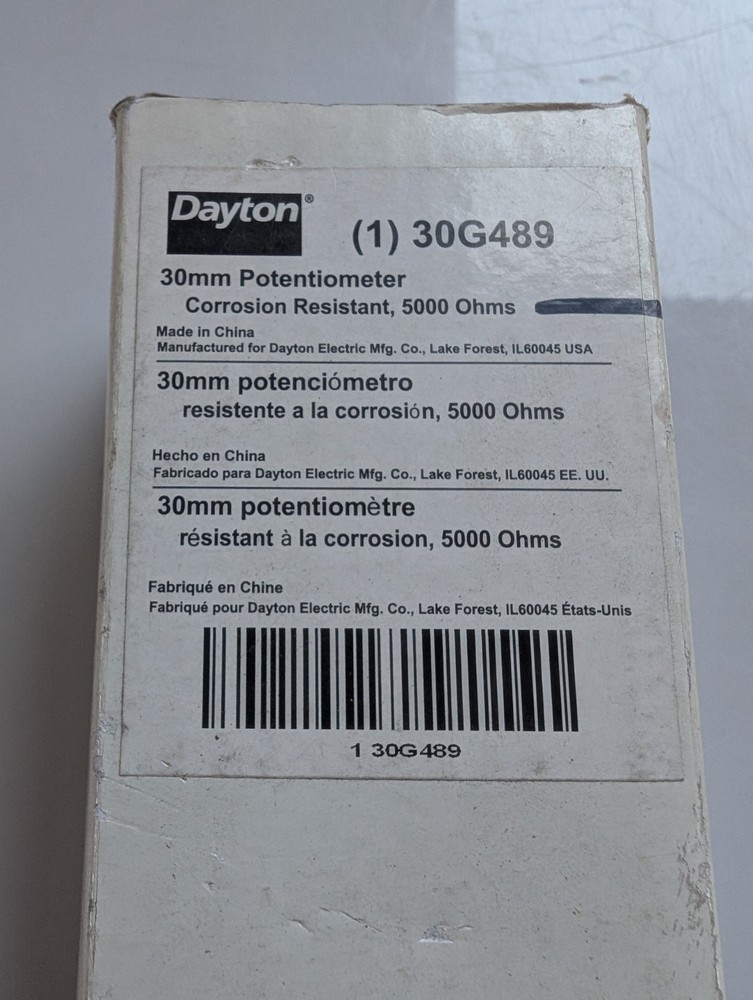 Dayton®
(1) 30G489
30mm Potentiometer
Corrosion Resistant, 5000 Ohms
Made in China
Manufactured for Dayton Electric Mfg. Co., Lake Forest, IL60045 USA
30mm potenciómetro
resistente a la corrosión, 5000 Ohms
Hecho en China
Fabricado para Dayton Electric Mfg. Co., Lake Forest, IL60045 EE. UU.
30mm potentiomètre
résistant à la corrosion, 5000 Ohms
Fabriqué en Chine
Fabriqué pour Dayton Electric Mfg. Co., Lake Forest, IL60045 États-Unis
1 30G489